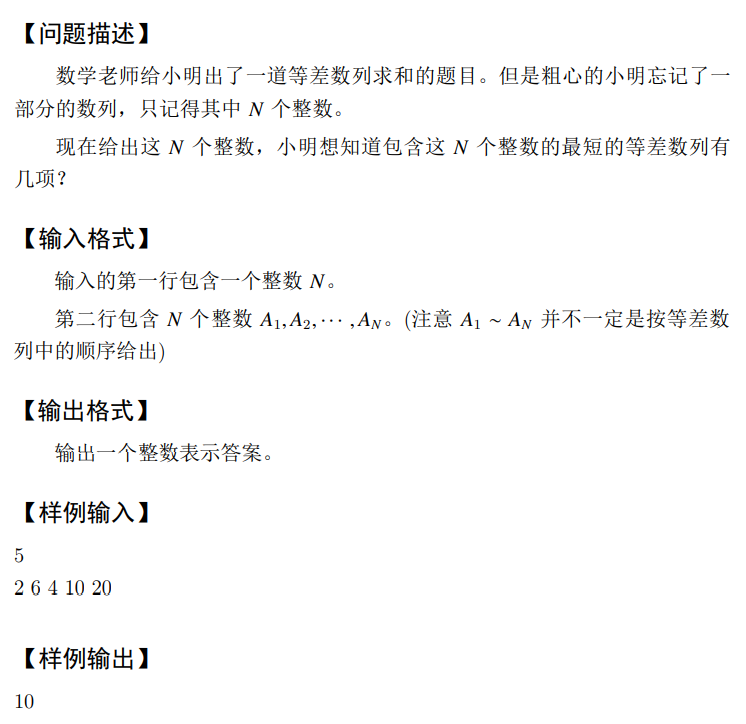 【问题描述】
数学老师给小明出了一道等差数列求和的题目。但是粗心的小明忘记了一
部分的数列，只记得其中 N 个整数。
现在给出这 N 个整数，小明想知道包含这 N 个整数的最短的等差数列有
几项？
【输入格式】
输入的第一行包含一个整数 N。
第二行包含 N 个整数 A₁,A₂,⋯,A_N。(注意 A₁ ∼ A_N 并不一定是按等差数
列中的顺序给出)
【输出格式】
输出一个整数表示答案。
【样例输入】
5
2 6 4 10 20
【样例输出】
10